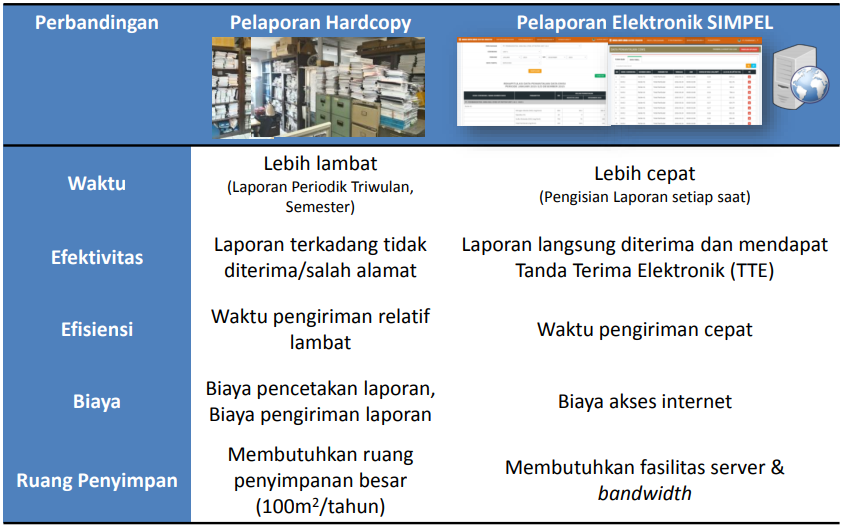 Perbandingan
Pelaporan Hardcopy
Pelaporan Elektronik SIMPEL
Waktu
Lebih lambat
(Laporan Periodik Triwulan,
Semester)
Lebih cepat
(Pengisian Laporan setiap saat)
Efektivitas
Laporan terkadang tidak
diterima/salah alamat
Laporan langsung diterima dan mendapat
Tanda Terima Elektronik (TTE)
Efisiensi
Waktu pengiriman relatif
lambat
Waktu pengiriman cepat
Biaya
Biaya pencetakan laporan,
Biaya pengiriman laporan
Biaya akses internet
Ruang Penyimpan
Membutuhkan ruang
penyimpanan besar
(100m²/tahun)
Membutuhkan fasilitas server &
bandwidth